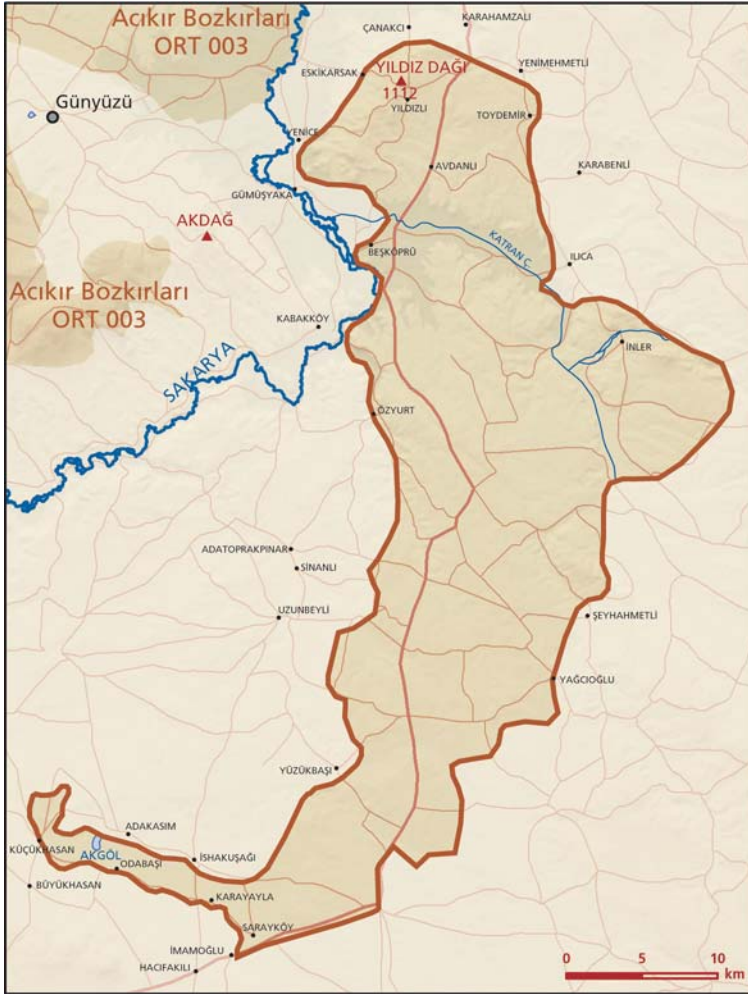 Acıkır Bozkırları
ORT 003
ÇANAKCI
KARAHAMZALI
ESKİKARSAK
YILDIZ DAĞI
1112
YILDIZLI
YENİMEHMETLİ
Günyüzü
TOYDEMİR
YENİCE
AVDANLI
KARABENLİ
GÜMÜŞYAKA
AKDAĞ
BEŞKÖPRÜ
KATRAN Ç.
ILICA
Acıkır Bozkırları
ORT 003
KABAKKÖY
İNLER
SAKARYA
ÖZYURT
ADATOPRAKPINAR
SİNANLI
UZUNBEYLİ
ŞEYHAHMETLİ
YAĞCIOĞLU
YÜZÜKBAŞI
ADAKASIM
KÜÇÜKHASAN
AKGÖL
İSHAKUŞAĞI
ODABAŞI
BÜYÜKHASAN
KARAYAYLA
SARAYKÖY
İMAMOĞLU
HACIFAKILI
0 5 10
km